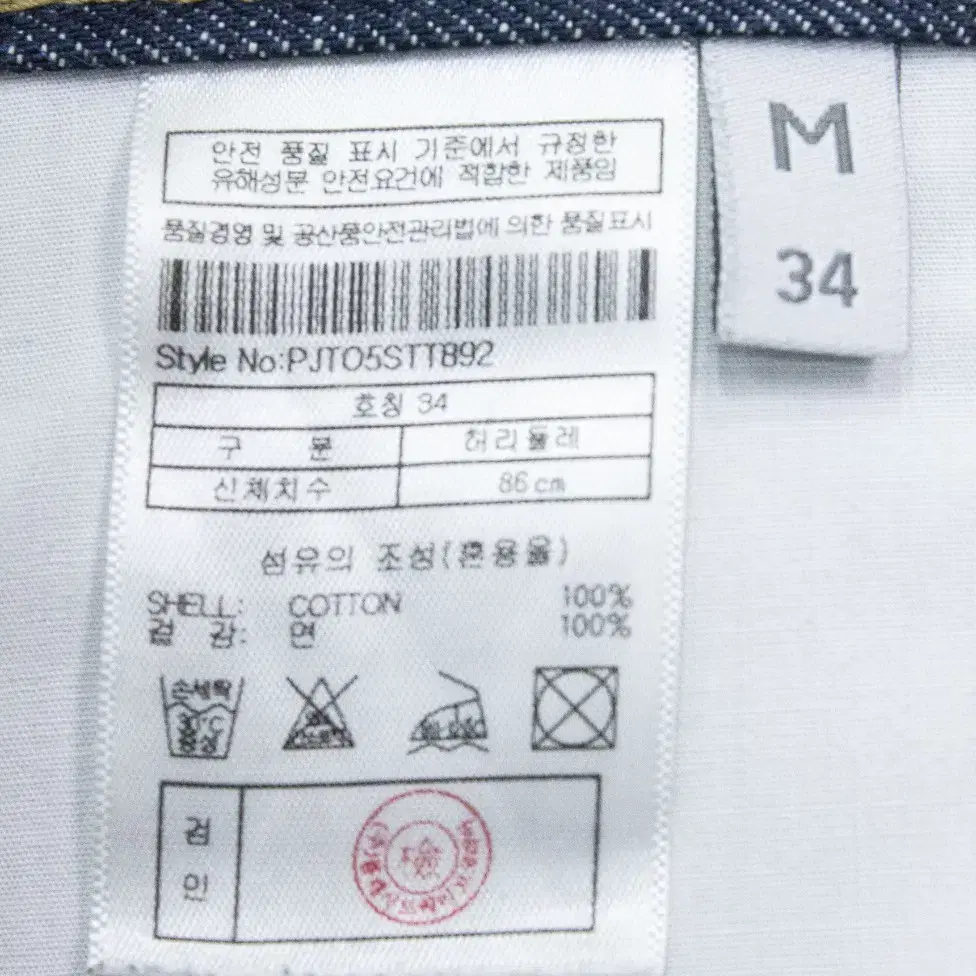 안전 품질 표시 기준에서 규정한
유해성분 안전요건에 적합한 제품임
품질경영 및 공산품안전관리법에 의한 품질표시
Style No:PJTO5STT892
호칭 34
구 분 허리둘레
신체치수 86cm
섬유의 조성(혼용율)
SHELL: COTTON 100%
겉 감: 면 100%
손세탁
검
인
M
34